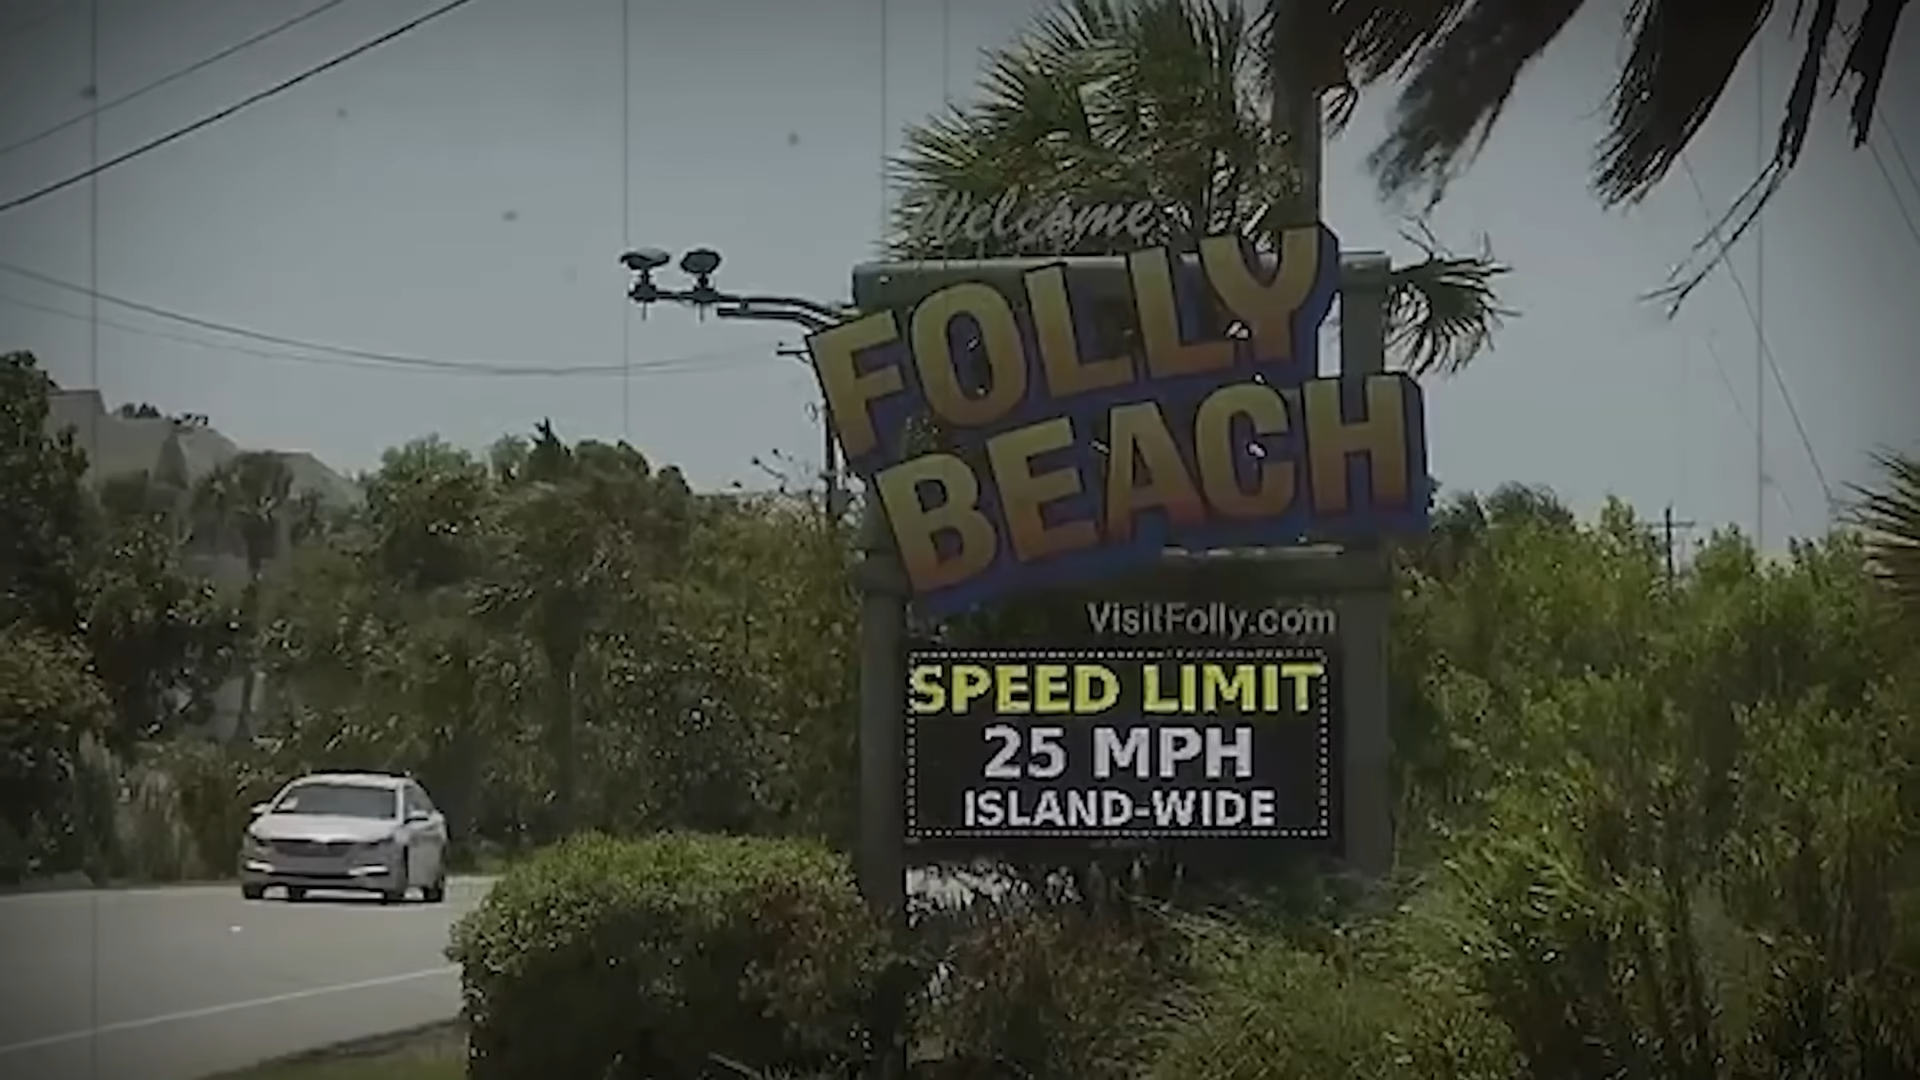 Welcome
FOLLY
BEACH
VisitFolly.com
SPEED LIMIT
25 MPH
ISLAND-WIDE